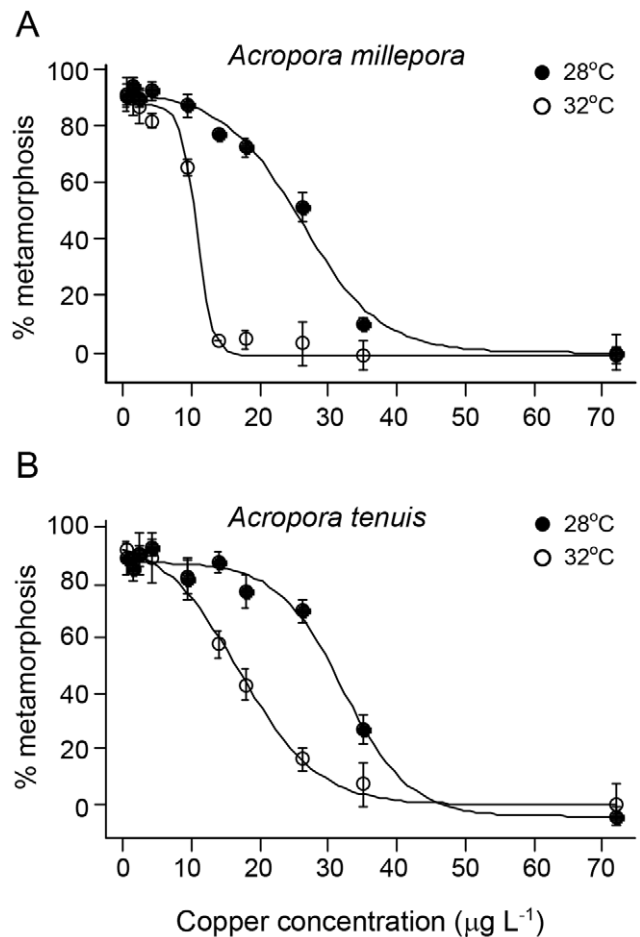 A
Acropora millepora
28°C
32°C
% metamorphosis
100
80
60
40
20
0
0 10 20 30 40 50 60 70
B
Acropora tenuis
28°C
32°C
% metamorphosis
100
80
60
40
20
0
0 10 20 30 40 50 60 70
Copper concentration (µg L⁻¹)